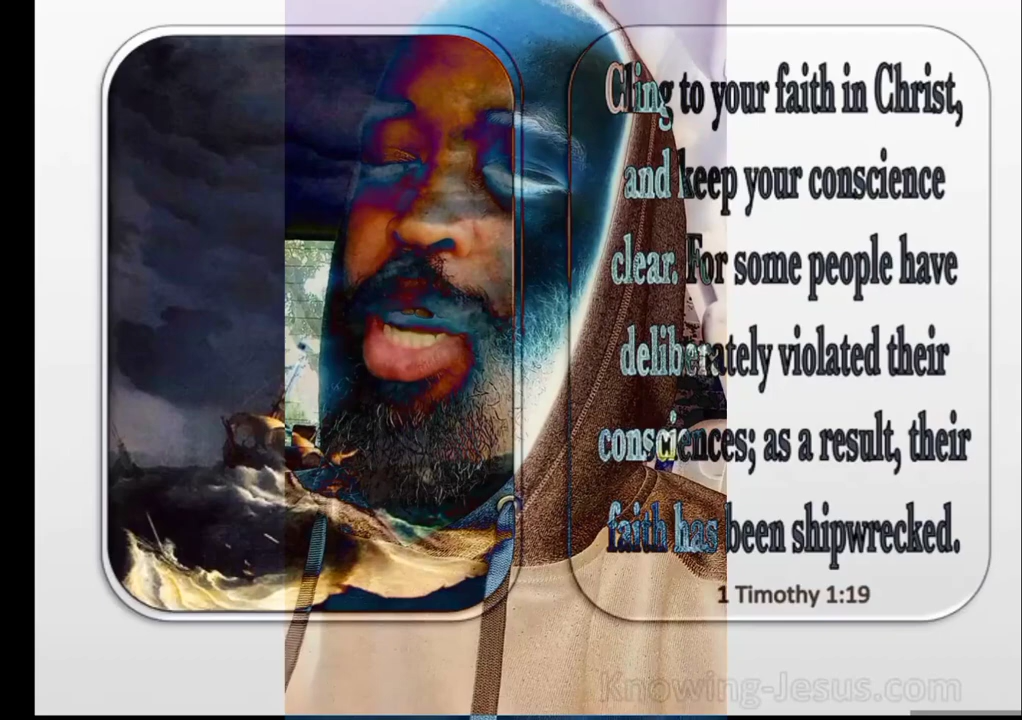 Cling to your faith in Christ,
and keep your conscience
clear. For some people have
deliberately violated their
consciences; as a result, their
faith has been shipwrecked.
1 Timothy 1:19
Knowing-Jesus.com